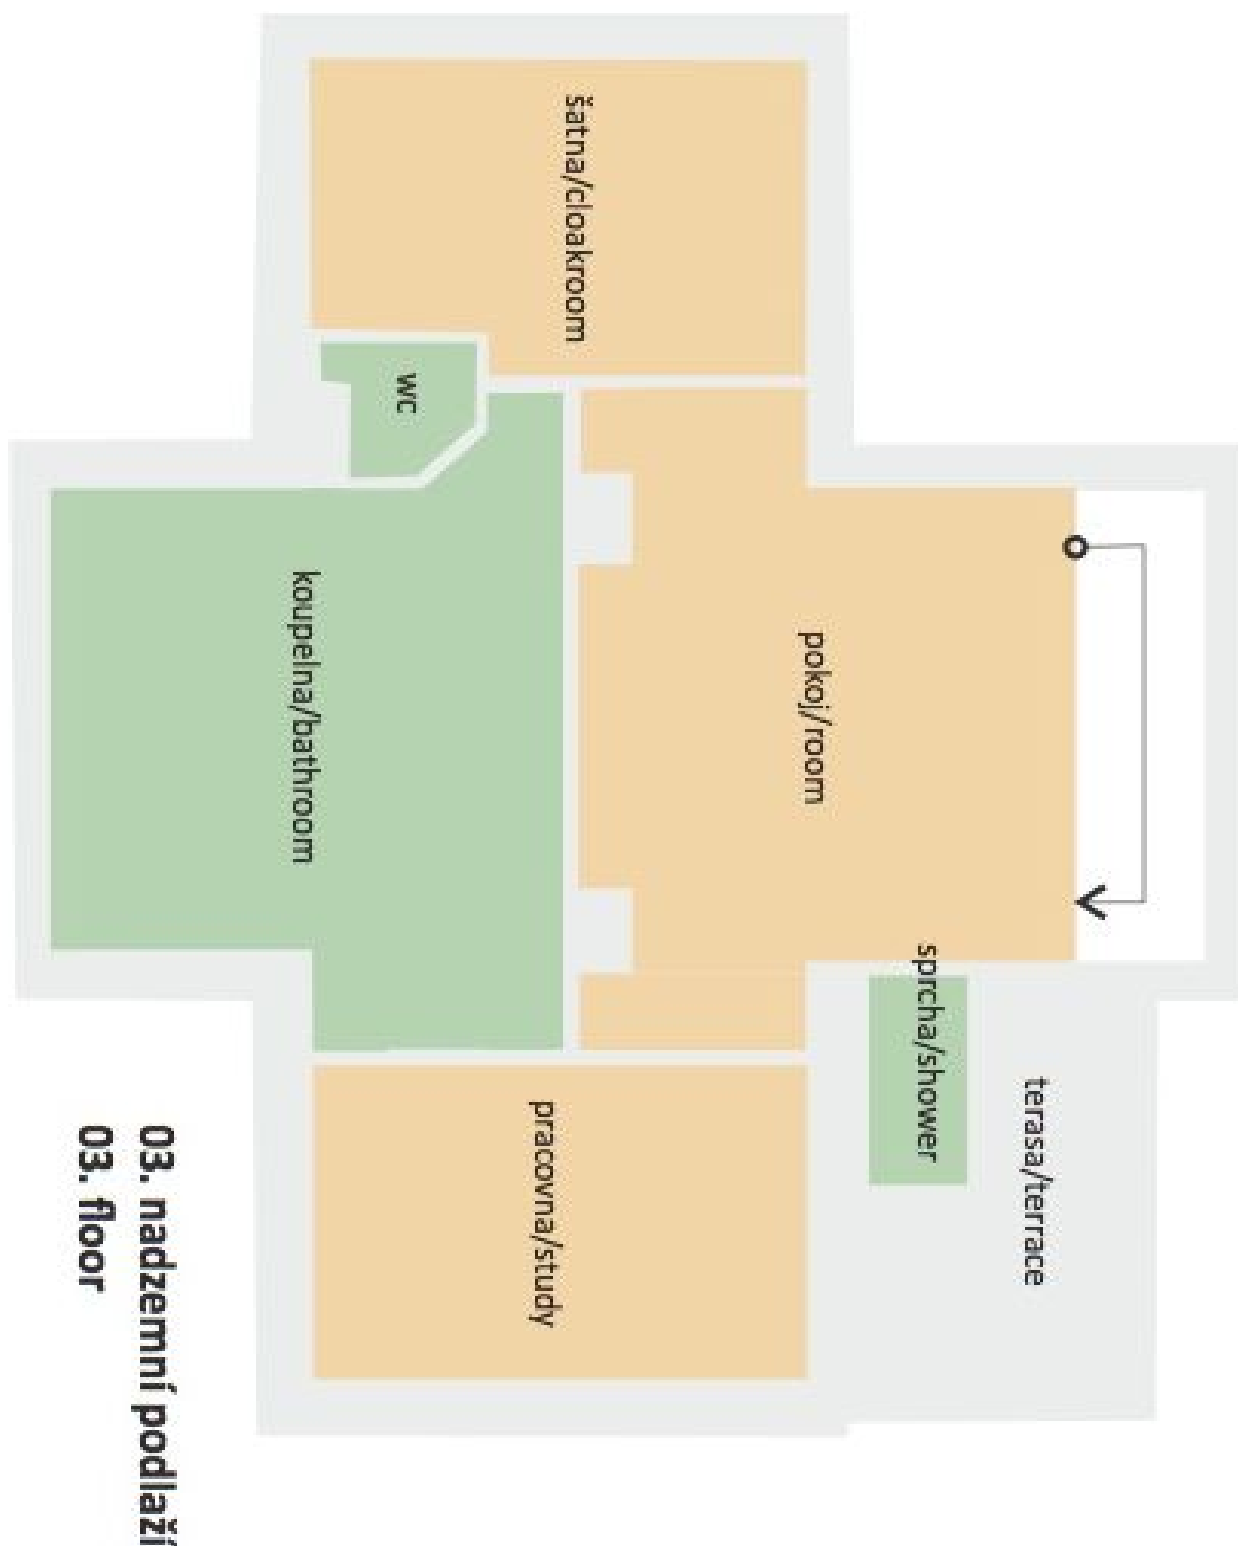 terasa/terrace
sprcha/shower
pokoj/room
šatna/cloakroom
pracovna/study
WC
koupelna/bathroom
03. nadzemní podlaží
03. floor